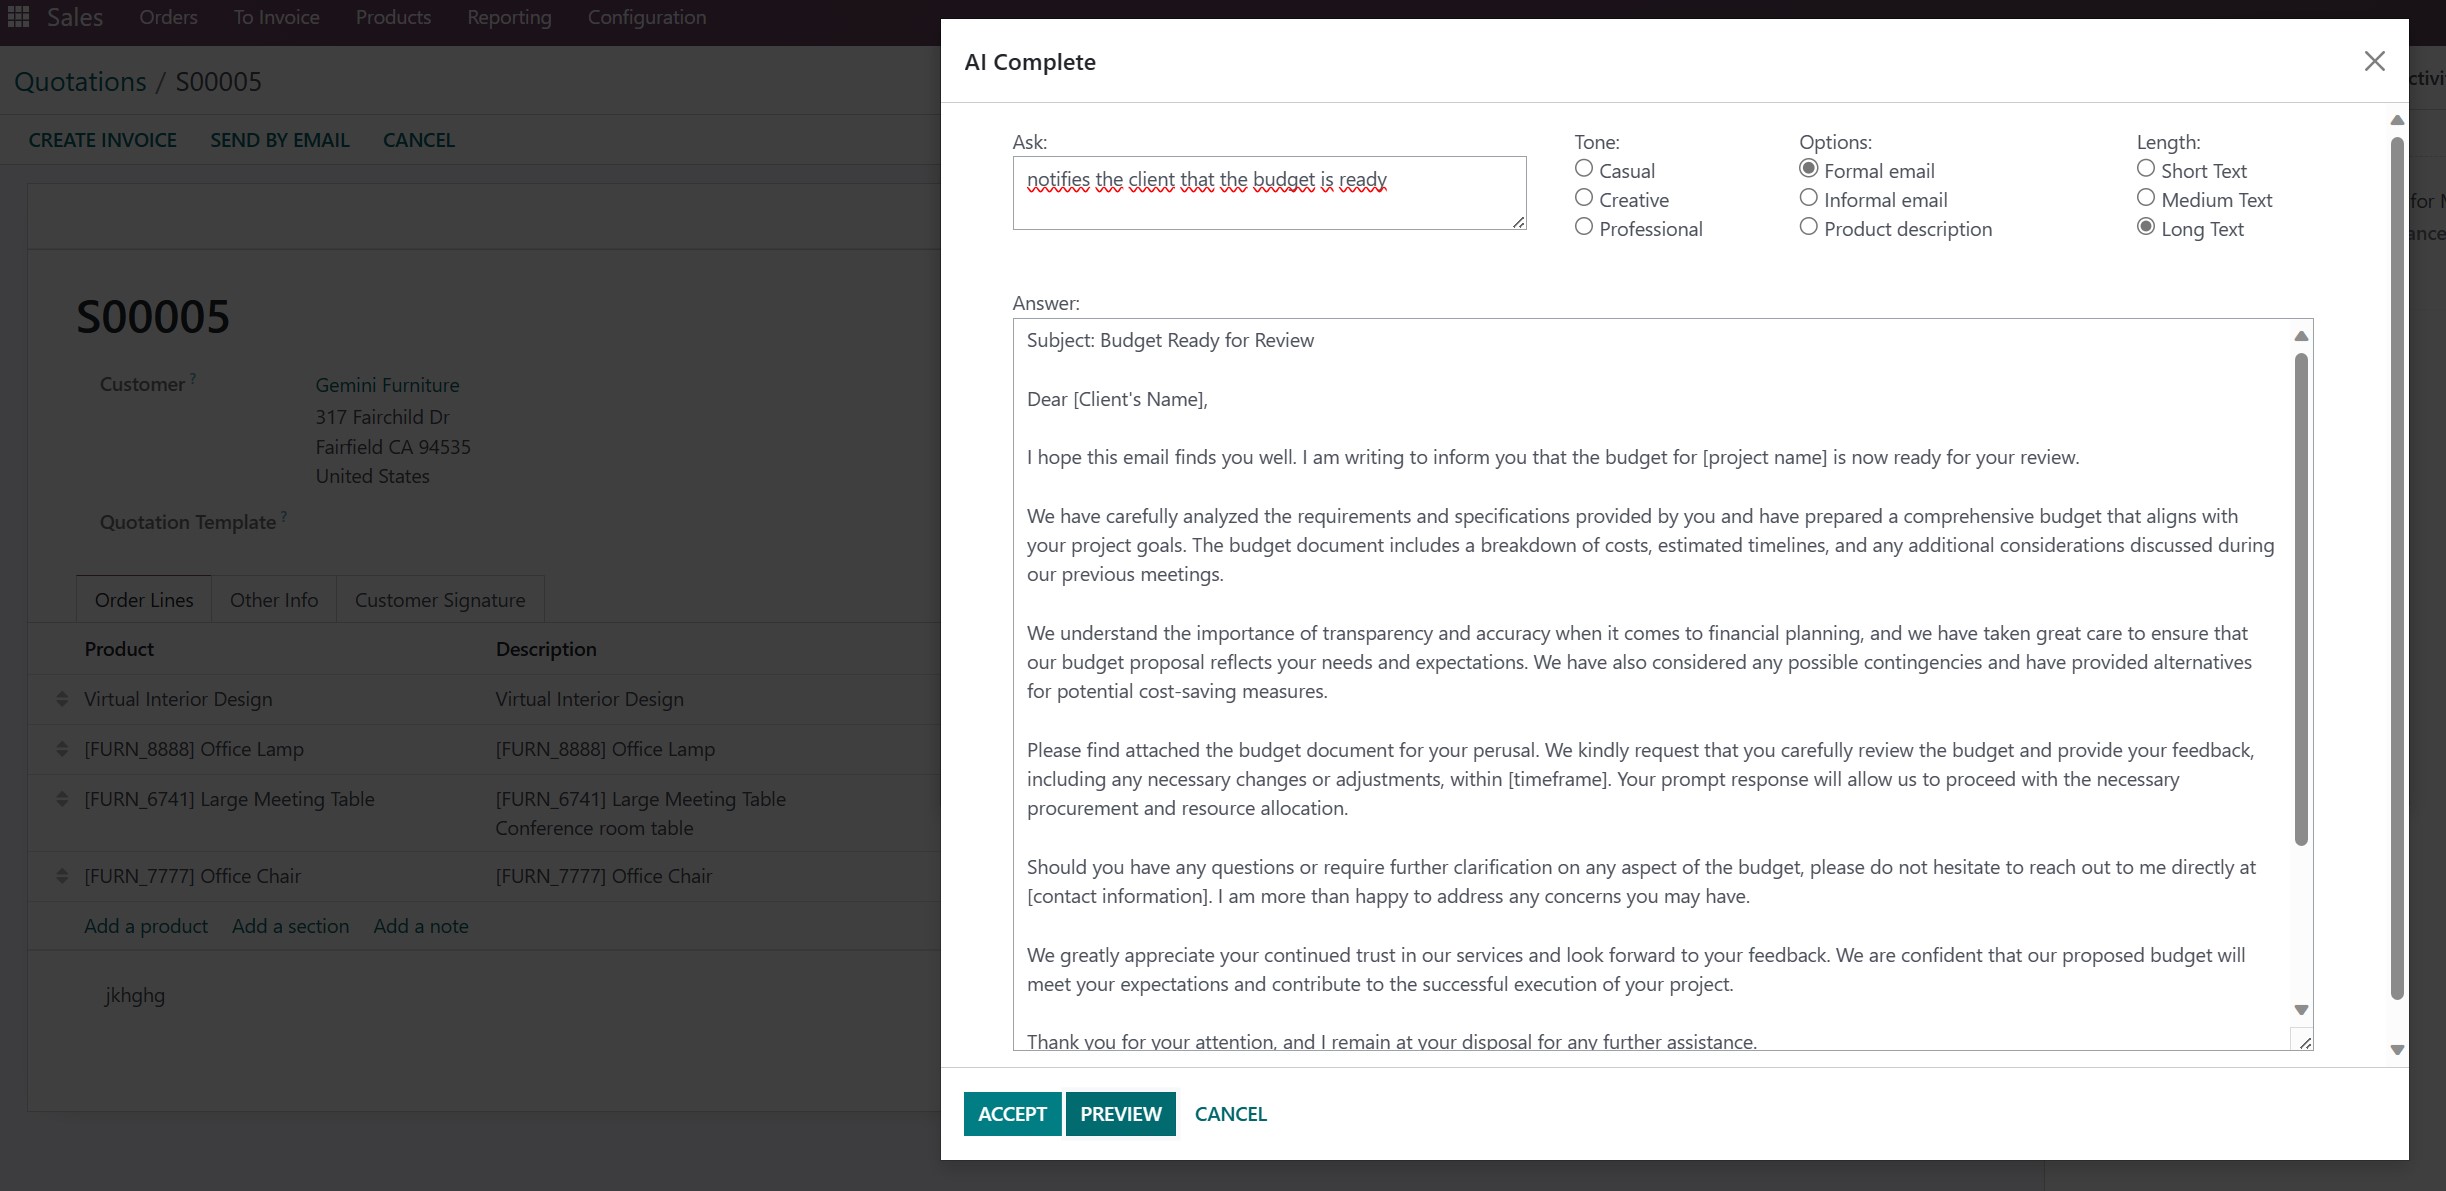 Sales Orders To Invoice Products Reporting Configuration
Quotations / S00005
CREATE INVOICE SEND BY EMAIL CANCEL
S00005
Customer ? Gemini Furniture
317 Fairchild Dr
Fairfield CA 94535
United States
Quotation Template ?
Order Lines Other Info Customer Signature
Product Description
Virtual Interior Design Virtual Interior Design
[FURN_8888] Office Lamp [FURN_8888] Office Lamp
[FURN_6741] Large Meeting Table [FURN_6741] Large Meeting Table
Conference room table
[FURN_7777] Office Chair [FURN_7777] Office Chair
Add a product Add a section Add a note
jkhghg
AI Complete
Ask:
notifies the client that the budget is ready
Tone:
Casual
Creative
Professional
Options:
Formal email
Informal email
Product description
Length:
Short Text
Medium Text
Long Text
Answer:
Subject: Budget Ready for Review
Dear [Client's Name],
I hope this email finds you well. I am writing to inform you that the budget for [project name] is now ready for your review.
We have carefully analyzed the requirements and specifications provided by you and have prepared a comprehensive budget that aligns with
your project goals. The budget document includes a breakdown of costs, estimated timelines, and any additional considerations discussed during
our previous meetings.
We understand the importance of transparency and accuracy when it comes to financial planning, and we have taken great care to ensure that
our budget proposal reflects your needs and expectations. We have also considered any possible contingencies and have provided alternatives
for potential cost-saving measures.
Please find attached the budget document for your perusal. We kindly request that you carefully review the budget and provide your feedback,
including any necessary changes or adjustments, within [timeframe]. Your prompt response will allow us to proceed with the necessary
procurement and resource allocation.
Should you have any questions or require further clarification on any aspect of the budget, please do not hesitate to reach out to me directly at
[contact information]. I am more than happy to address any concerns you may have.
We greatly appreciate your continued trust in our services and look forward to your feedback. We are confident that our proposed budget will
meet your expectations and contribute to the successful execution of your project.
Thank you for your attention, and I remain at your disposal for any further assistance.
ACCEPT PREVIEW CANCEL